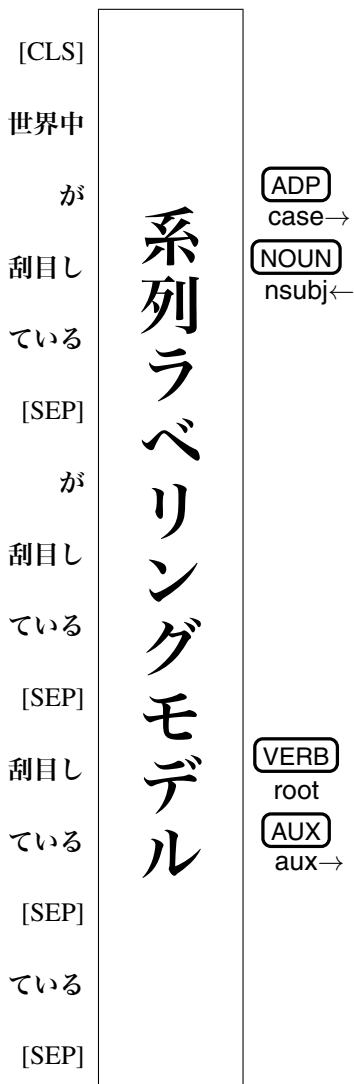 [CLS]
世界中
が
刮目し
ている
[SEP]
が
刮目し
ている
[SEP]
刮目し
ている
[SEP]
ている
[SEP]
系列ラベリングモデル
ADP
case→
NOUN
nsubj←
VERB
root
AUX
aux→